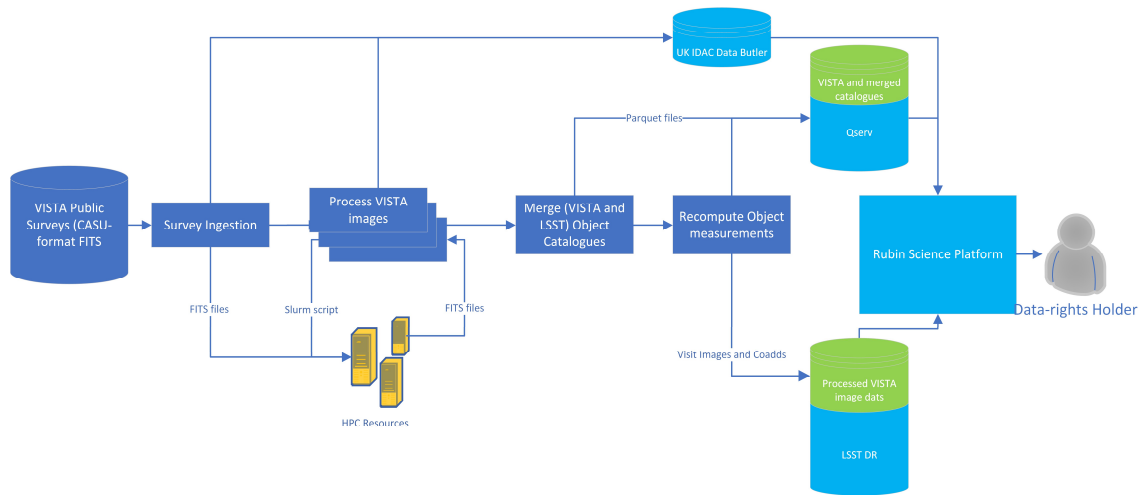 UK IDAC Data Butler
VISTA and merged
catalogues
Qserv
Parquet files
VISTA Public
Surveys (CASU-
format FITS
Survey Ingestion
Process VISTA
images
Merge (VISTA and
LSST) Object
Catalogues
Recompute Object
measurements
Rubin Science Platform
Data-rights Holder
FITS files
Slurm script
FITS files
Visit Images and Coadds
Processed VISTA
image dats
LSST DR
HPC Resources